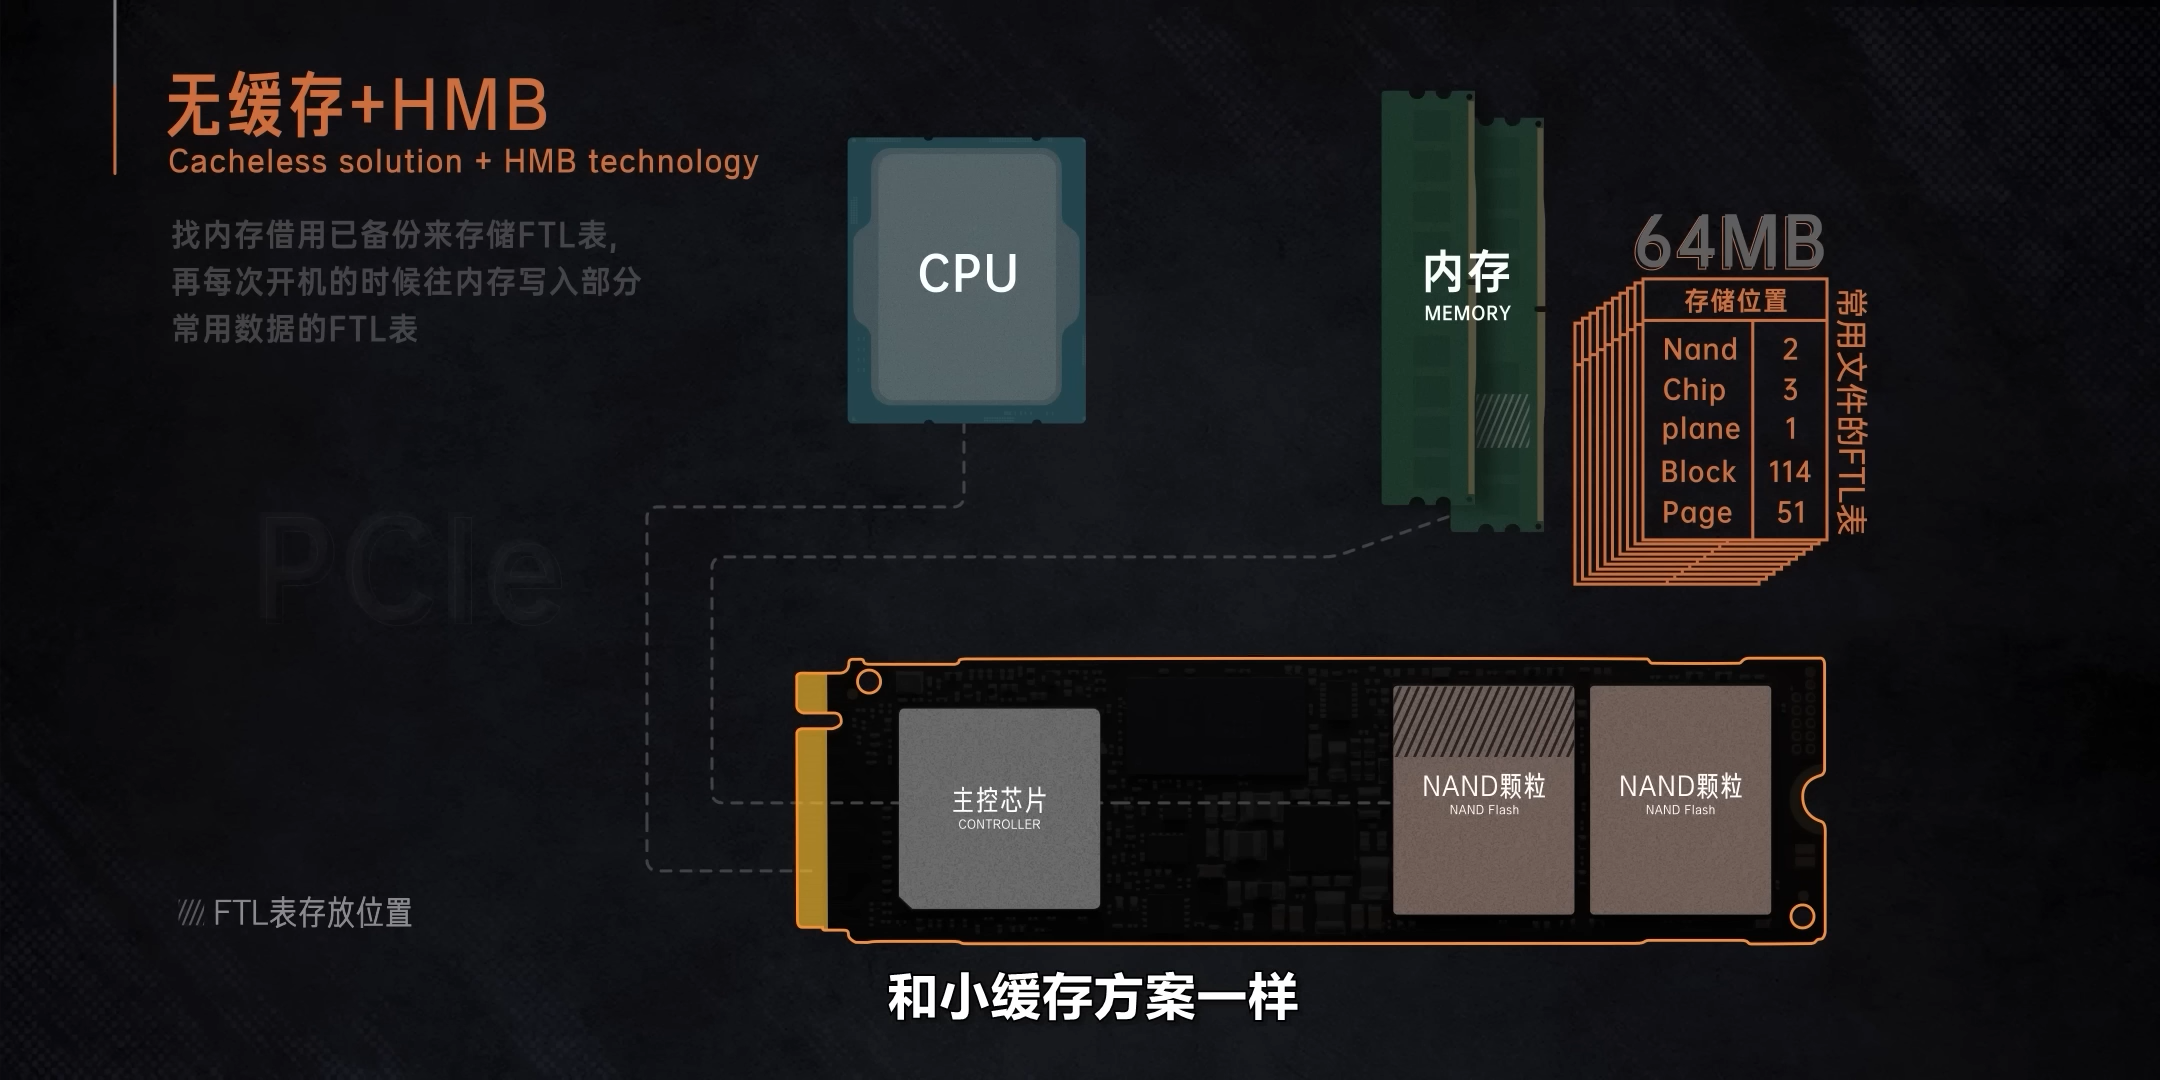 无缓存+HMB
Cacheless solution + HMB technology
找内存借用已备份来存储FTL表,
再每次开机的时候往内存写入部分
常用数据的FTL表
CPU
内存
MEMORY
64MB
存储位置
Nand 2
Chip 3
plane 1
Block 114
Page 51
常用文件的FTL表
PCIe
主控芯片
CONTROLLER
NAND颗粒
NAND Flash
NAND颗粒
NAND Flash
FTL表存放位置
和小缓存方案一样